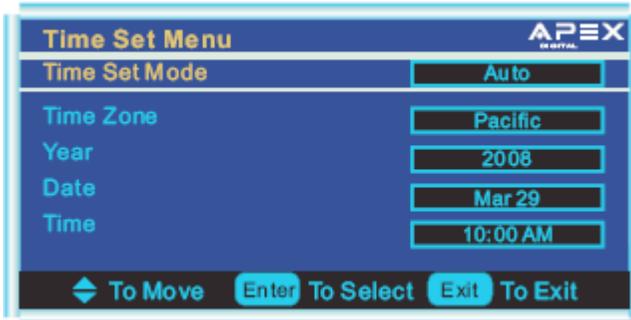 Time Set Menu APEX
DIGITAL
Time Set Mode Auto
Time Zone Pacific
Year 2008
Date Mar 29
Time 10:00 AM
To Move Enter To Select Exit To Exit